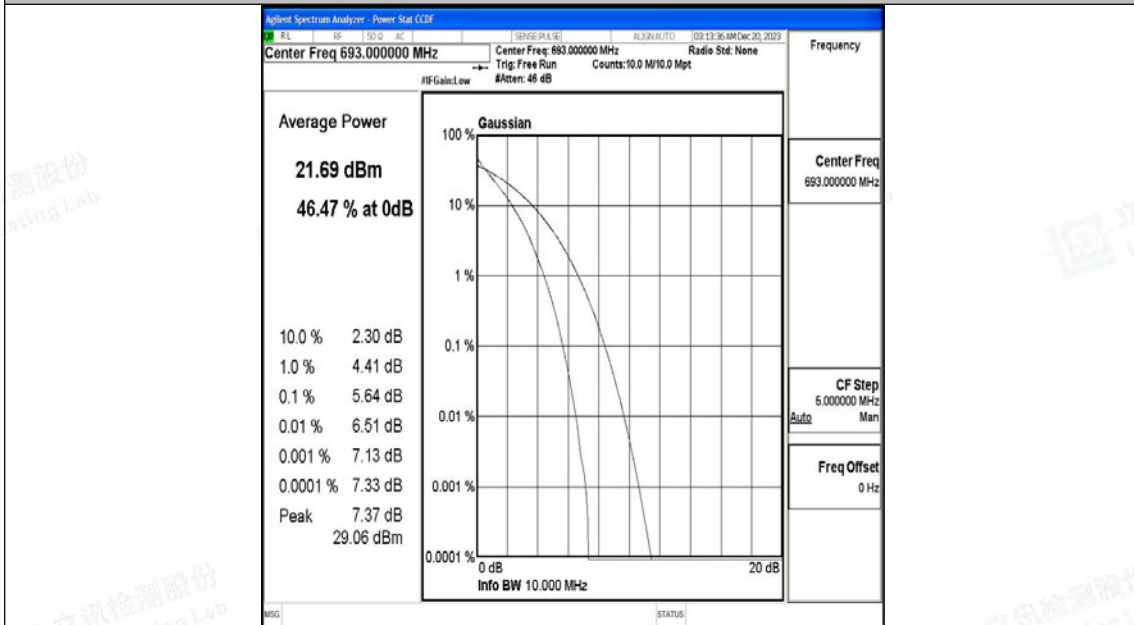 Agilent Spectrum Analyzer - Power Stat CCDF
RL RF 50 Ω AC SENSE:PULSE ALIGNAUTO 03:13:36 AM Dec 20, 2023
Center Freq 693.000000 MHz
Center Freq: 693.000000 MHz Radio Std: None
Trig: Free Run Counts:10.0 M/10.0 Mpt
#IFGain:Low #Atten: 46 dB
Frequency
Average Power
21.69 dBm
46.47 % at 0dB
10.0 % 2.30 dB
1.0 % 4.41 dB
0.1 % 5.64 dB
0.01 % 6.51 dB
0.001 % 7.13 dB
0.0001 % 7.33 dB
Peak 7.37 dB
29.06 dBm
Gaussian
100 %
10 %
1 %
0.1 %
0.01 %
0.001 %
0.0001 %
0 dB 20 dB
Info BW 10.000 MHz
Center Freq
693.000000 MHz
CF Step
5.000000 MHz
Auto Man
Freq Offset
0 Hz
MSG STATUS